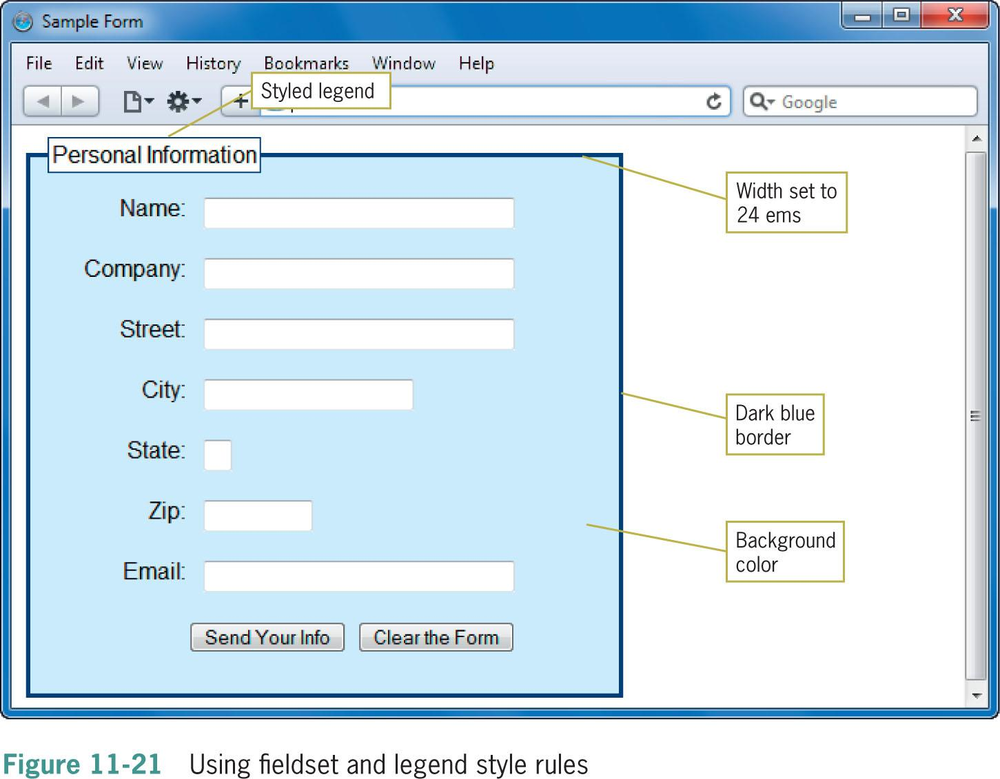 Sample Form
File Edit View History Bookmarks Window Help
Styled legend
Google
Personal Information
Width set to
24 ems
Name:
Company:
Street:
City:
Dark blue
border
State:
Zip:
Background
color
Email:
Send Your Info Clear the Form
Figure 11-21 Using fieldset and legend style rules